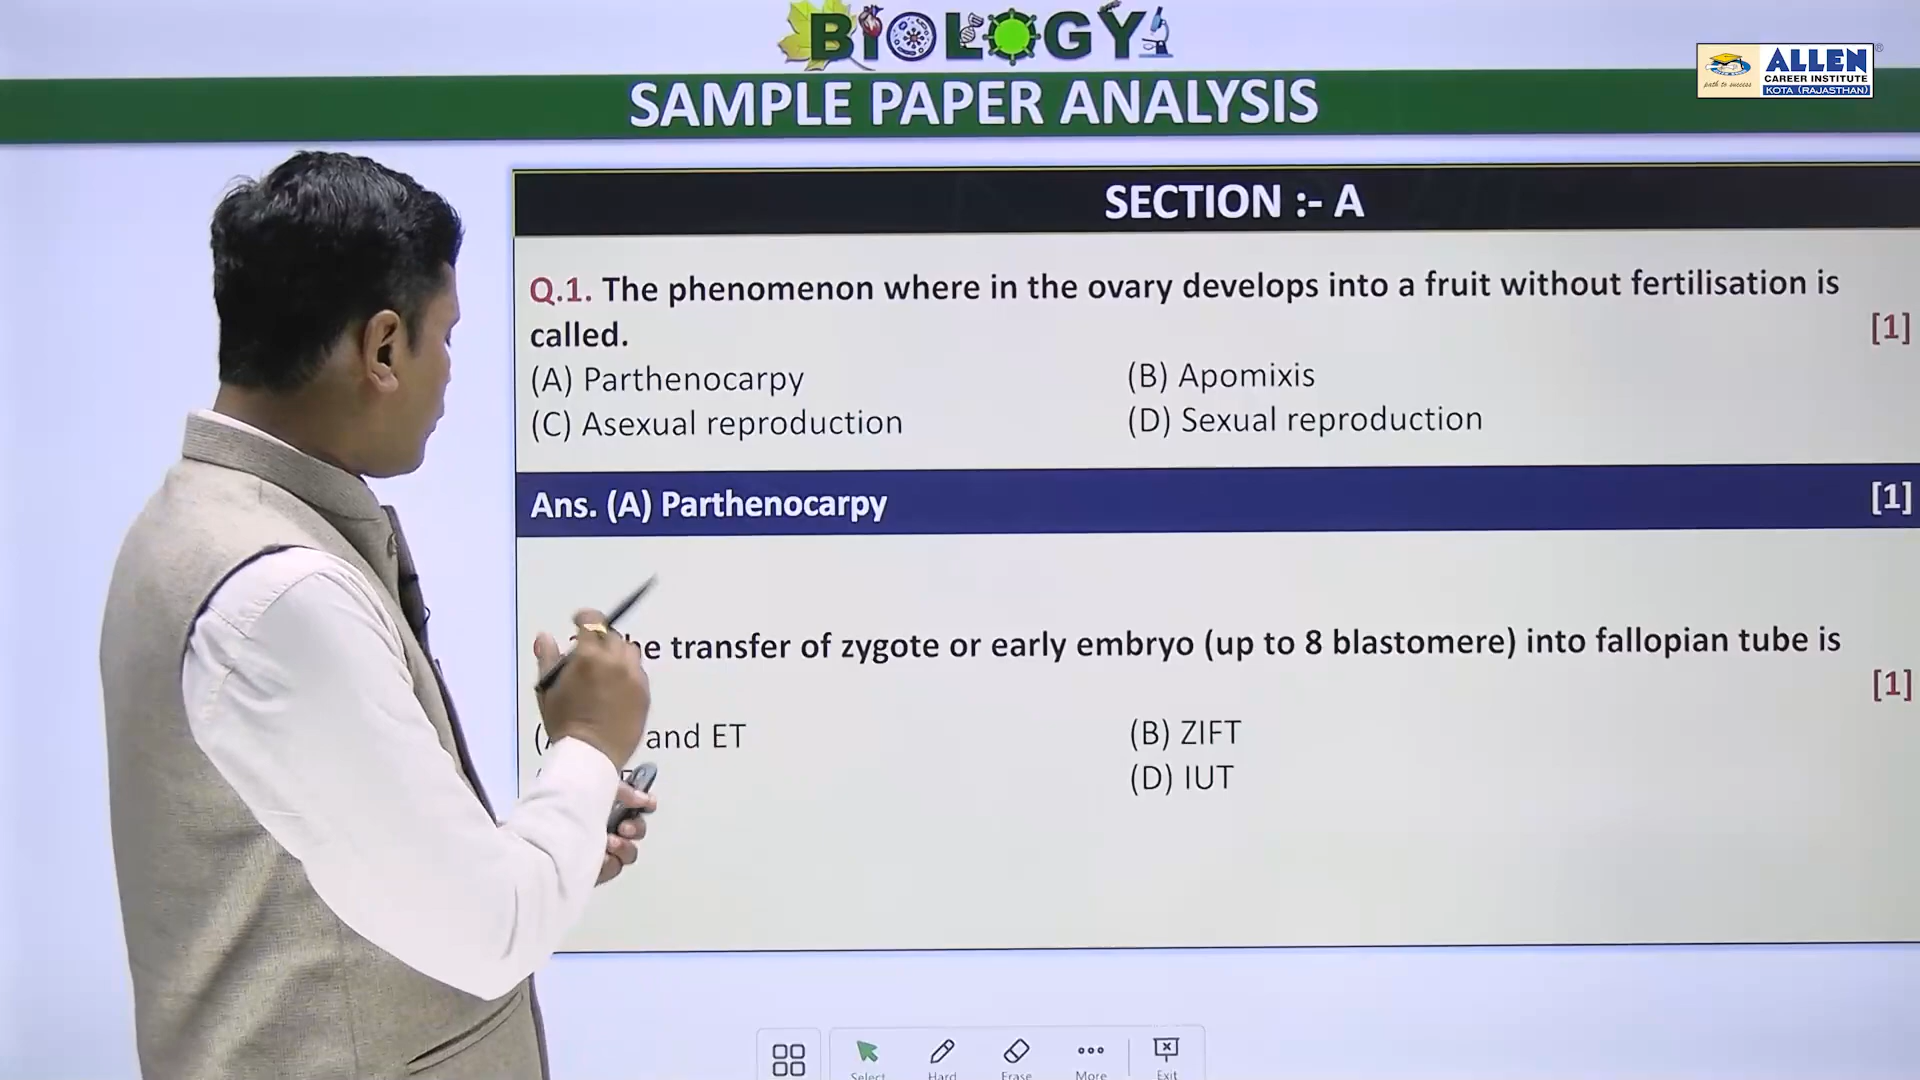 BIOLOGY
ALLEN
CAREER INSTITUTE
KOTA (RAJASTHAN)
path to success
SAMPLE PAPER ANALYSIS
SECTION :- A
Q.1. The phenomenon where in the ovary develops into a fruit without fertilisation is
called. [1]
(A) Parthenocarpy (B) Apomixis
(C) Asexual reproduction (D) Sexual reproduction
Ans. (A) Parthenocarpy [1]
transfer of zygote or early embryo (up to 8 blastomere) into fallopian tube is
[1]
and ET (B) ZIFT
(D) IUT
Select Hard Erase More Exit